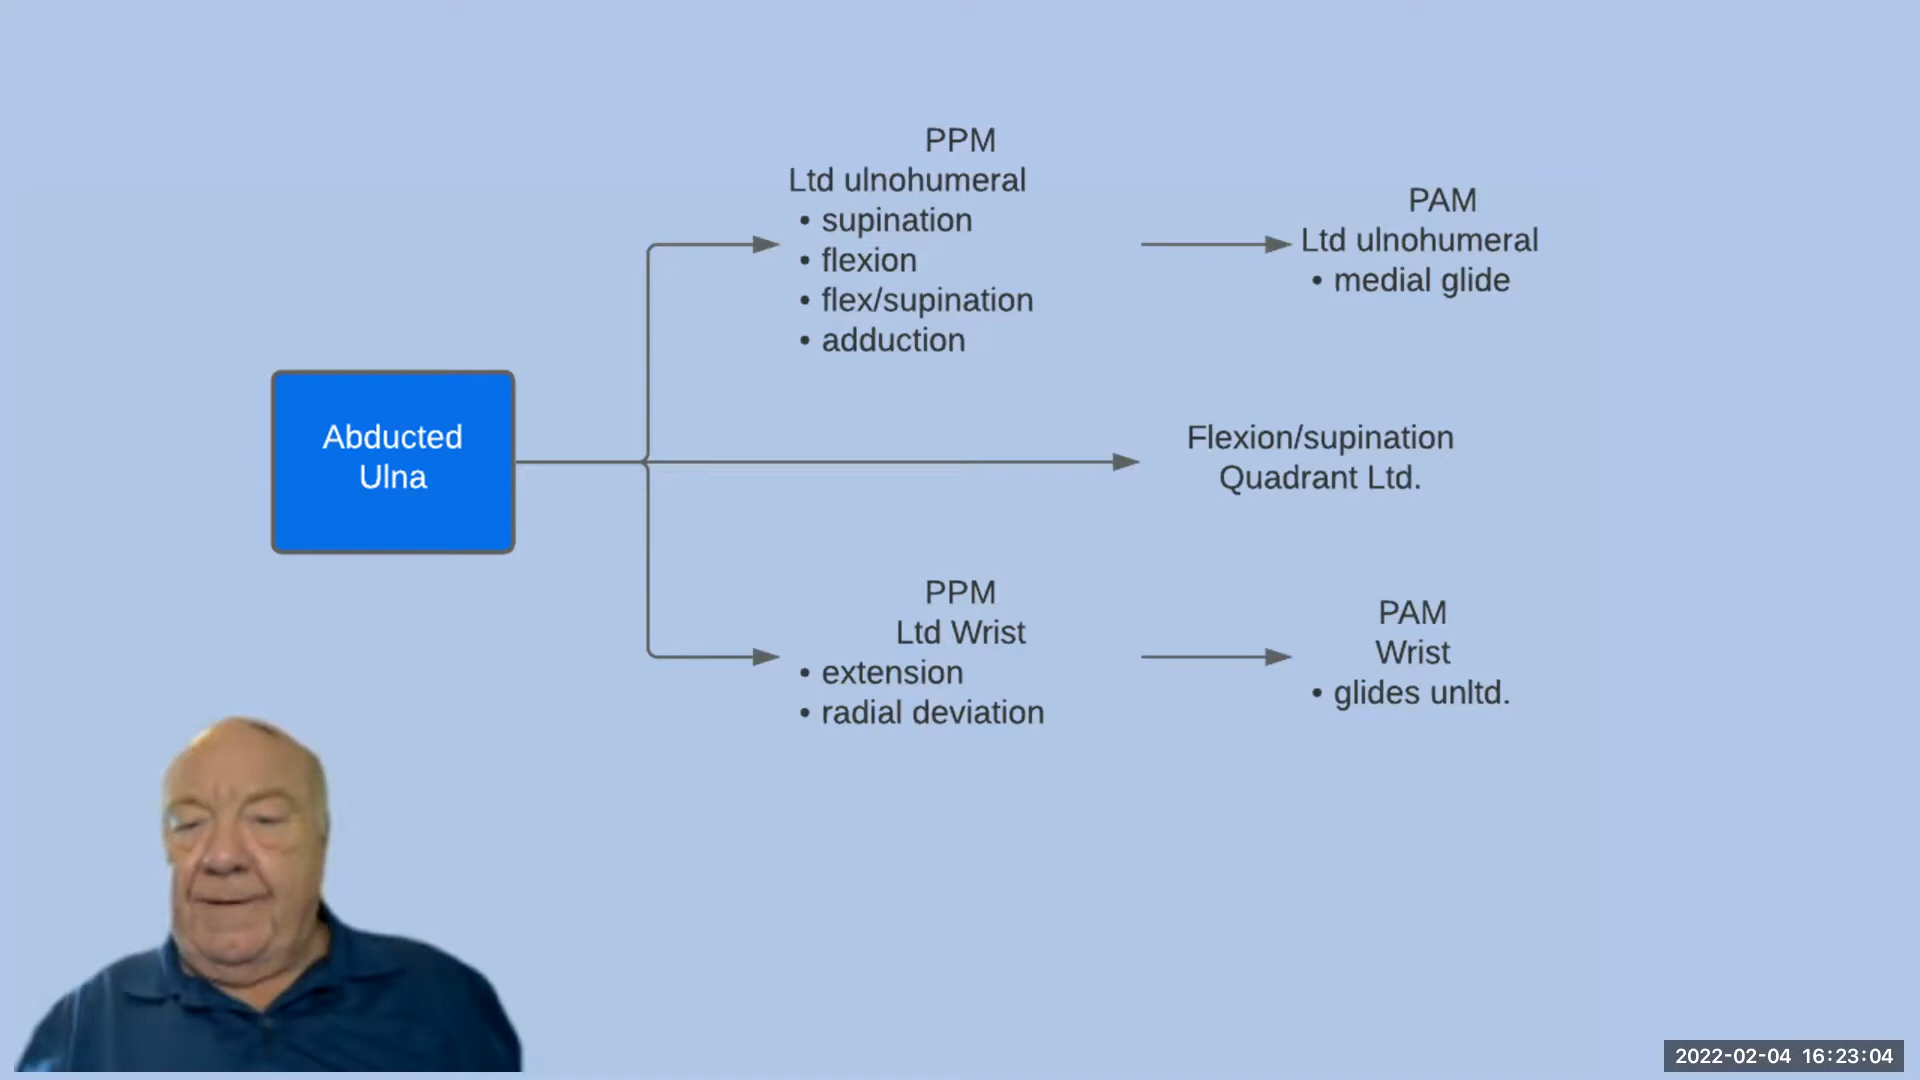 Abducted
Ulna
PPM
Ltd ulnohumeral
• supination
• flexion
• flex/supination
• adduction
PAM
Ltd ulnohumeral
• medial glide
Flexion/supination
Quadrant Ltd.
PPM
Ltd Wrist
• extension
• radial deviation
PAM
Wrist
• glides unltd.
2022-02-04 16:23:04